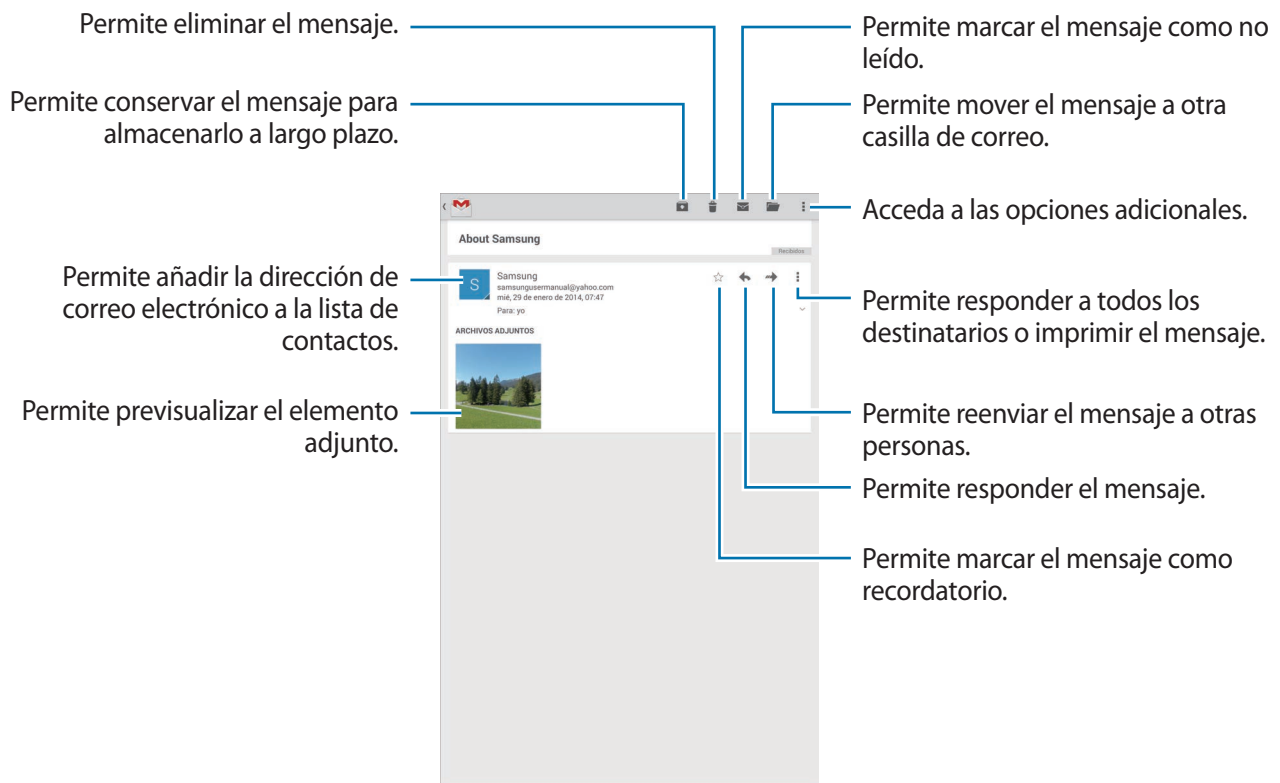 Permite eliminar el mensaje.
Permite conservar el mensaje para
almacenarlo a largo plazo.
Permite añadir la dirección de
correo electrónico a la lista de
contactos.
Permite previsualizar el elemento
adjunto.
About Samsung
Recibidos
S
Samsung
samsungusermanual@yahoo.com
mié, 29 de enero de 2014, 07:47
Para: yo
ARCHIVOS ADJUNTOS
Permite marcar el mensaje como no
leído.
Permite mover el mensaje a otra
casilla de correo.
Acceda a las opciones adicionales.
Permite responder a todos los
destinatarios o imprimir el mensaje.
Permite reenviar el mensaje a otras
personas.
Permite responder el mensaje.
Permite marcar el mensaje como
recordatorio.